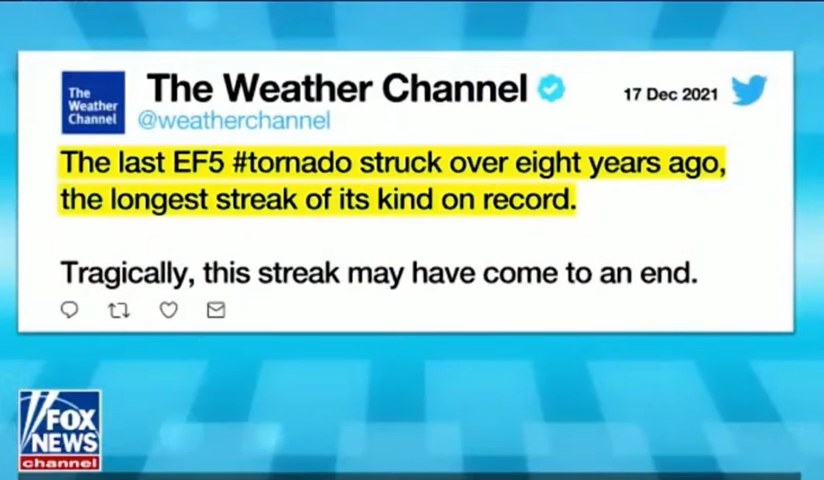 The
Weather
Channel
The Weather Channel
17 Dec 2021
@weatherchannel
The last EF5 #tornado struck over eight years ago,
the longest streak of its kind on record.
Tragically, this streak may have come to an end.
FOX
NEWS
channel